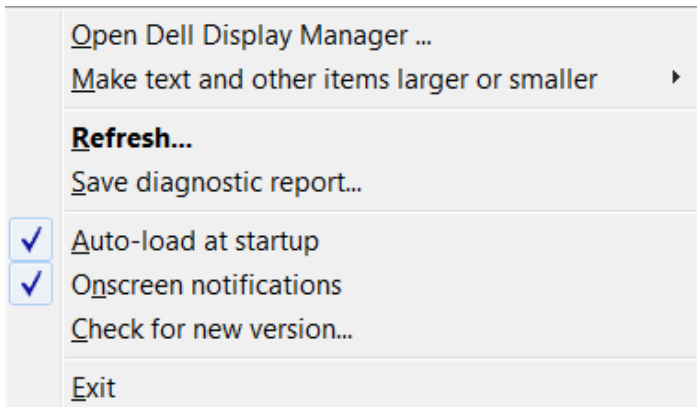 Open Dell Display Manager ...
Make text and other items larger or smaller
Refresh...
Save diagnostic report...
Auto-load at startup
Onscreen notifications
Check for new version...
Exit